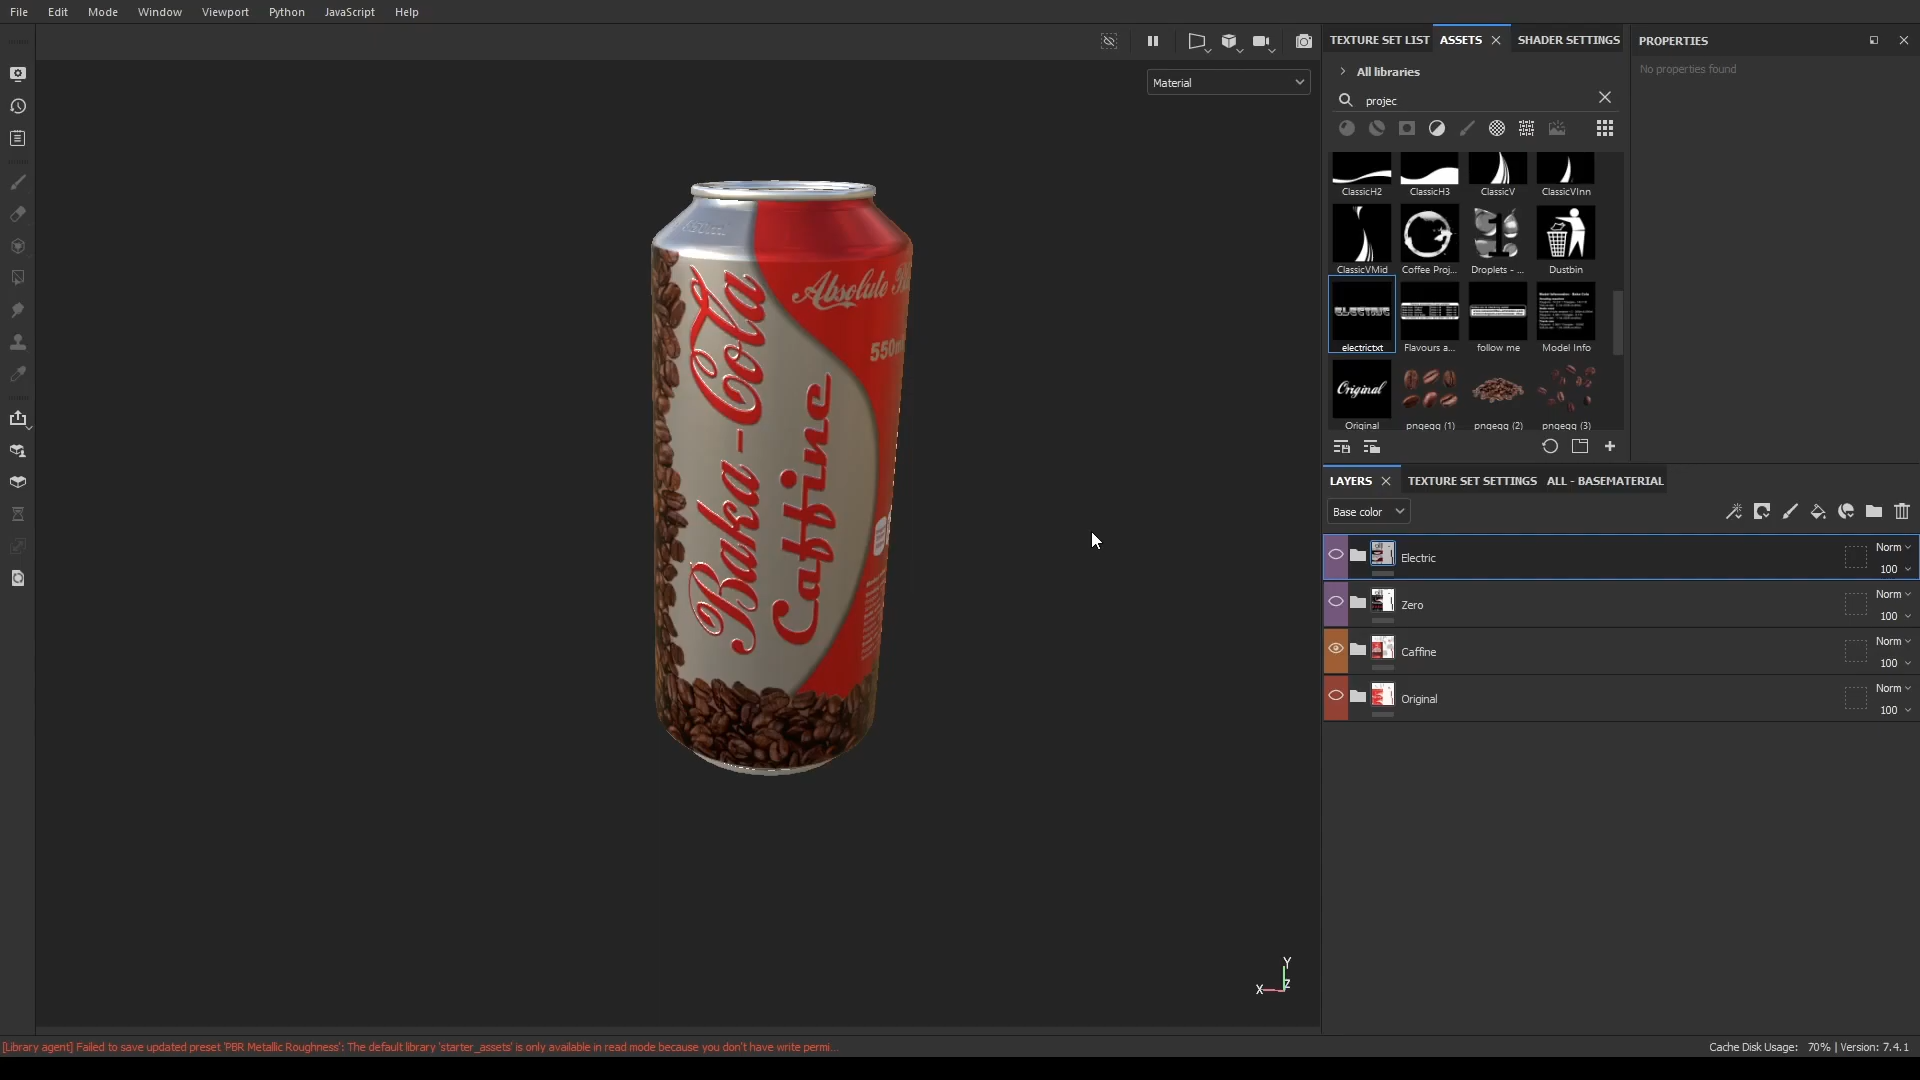 File Edit Mode Window Viewport Python JavaScript Help
Material
TEXTURE SET LIST ASSETS SHADER SETTINGS
All libraries
projec
ClassicH2 ClassicH3 ClassicV ClassicVInn
ClassicVMid Coffee Proj... Droplets - ... Dustbin
ELECTRIC
electrictxt Flavours a... follow me Model Info
Original
Original pngegg (1) pngegg (2) pngegg (3)
PROPERTIES
No properties found
LAYERS TEXTURE SET SETTINGS ALL - BASEMATERIAL
Base color
Electric Norm 100
Zero Norm 100
Caffine Norm 100
Original Norm 100
Baka-Cola
Caffine
Absolute
550m
Y
X Z
[Library agent] Failed to save updated preset 'PBR Metallic Roughness': The default library 'starter_assets' is only available in read mode because you don't have write permi...
Cache Disk Usage: 70% | Version: 7.4.1